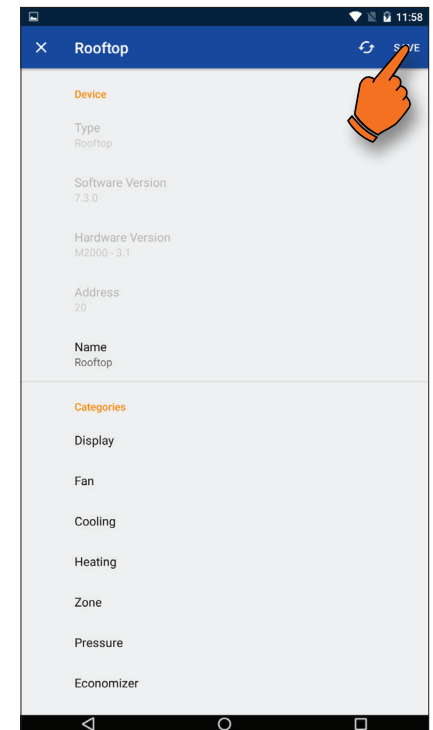 11:58
Rooftop
Device
Type
Rooftop
Software Version
7.3.0
Hardware Version
M2000 - 3.1
Address
20
Name
Rooftop
Categories
Display
Fan
Cooling
Heating
Zone
Pressure
Economizer